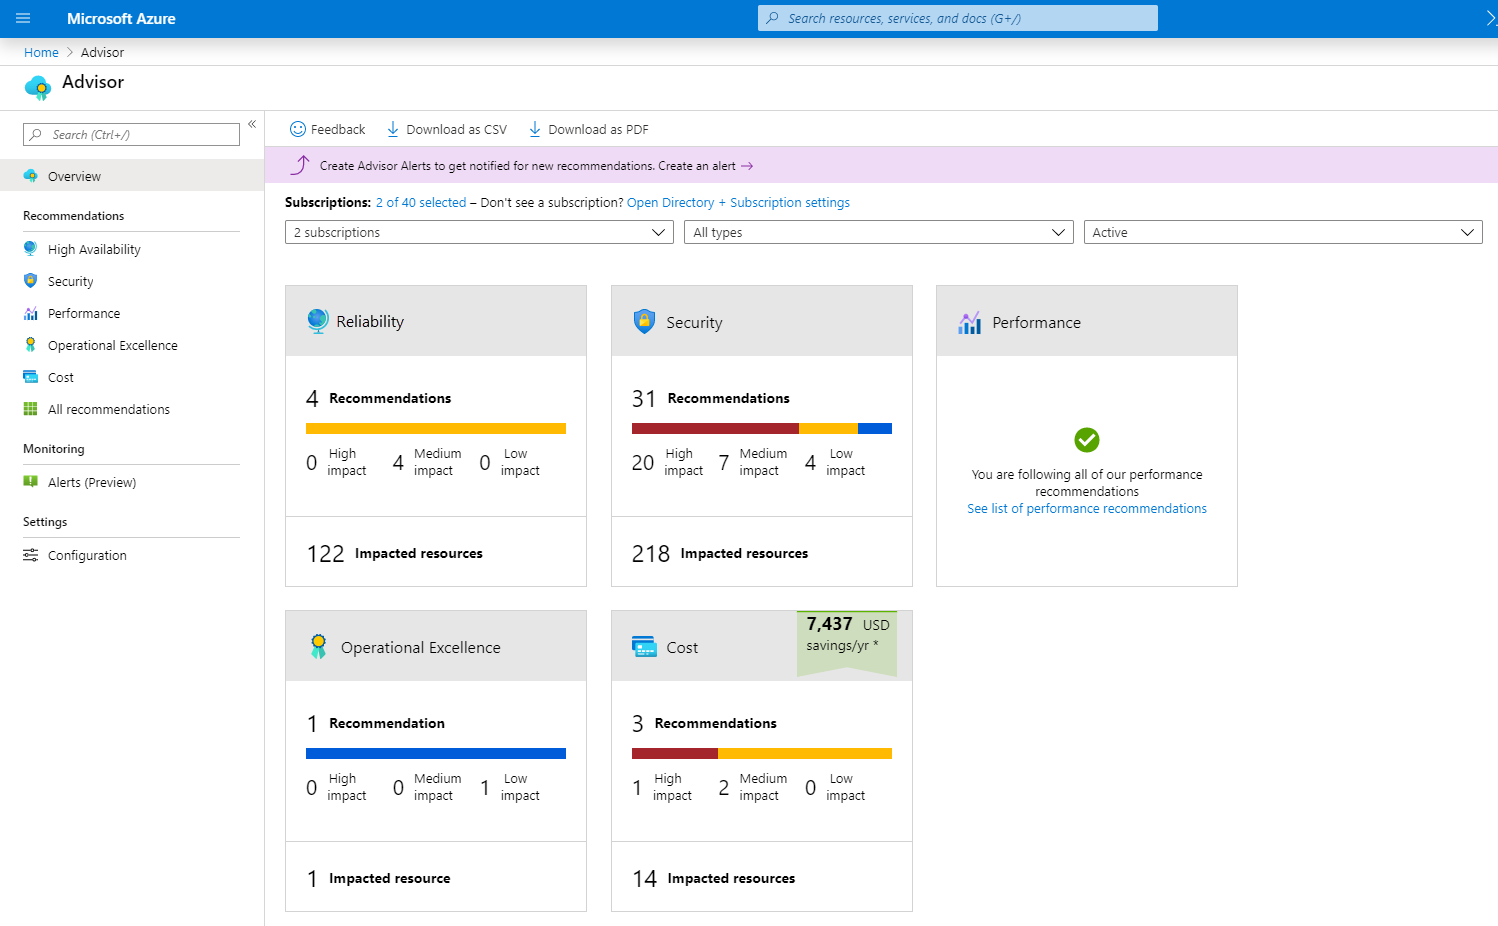 Microsoft Azure
Search resources, services, and docs (G+/)
Home > Advisor
Advisor
Search (Ctrl+/)
«
Overview
Recommendations
High Availability
Security
Performance
Operational Excellence
Cost
All recommendations
Monitoring
Alerts (Preview)
Settings
Configuration
Feedback
Download as CSV
Download as PDF
Create Advisor Alerts to get notified for new recommendations. Create an alert →
Subscriptions: 2 of 40 selected – Don't see a subscription? Open Directory + Subscription settings
2 subscriptions
All types
Active
Reliability
4 Recommendations
0 High impact
4 Medium impact
0 Low impact
122 Impacted resources
Security
31 Recommendations
20 High impact
7 Medium impact
4 Low impact
218 Impacted resources
Performance
You are following all of our performance
recommendations
See list of performance recommendations
Operational Excellence
1 Recommendation
0 High impact
0 Medium impact
1 Low impact
1 Impacted resource
Cost
7,437 USD
savings/yr *
3 Recommendations
1 High impact
2 Medium impact
0 Low impact
14 Impacted resources